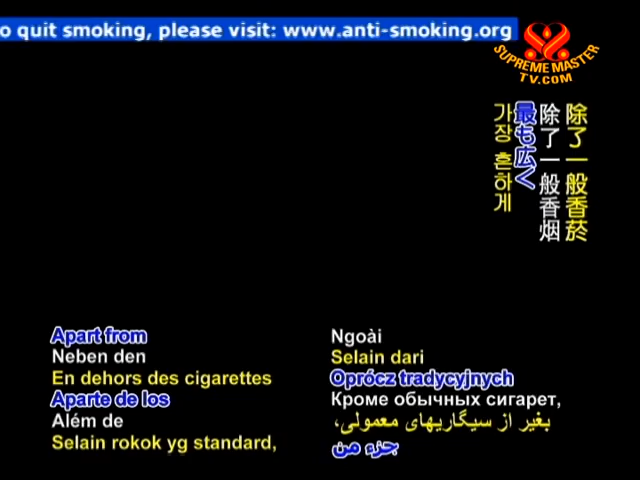 o quit smoking, please visit: www.anti-smoking.org
SUPREME MASTER
TV.COM
除了一般香菸
除了一般香烟
最も広く
가장 흔하게
Apart from
Neben den
En dehors des cigarettes
Aparte de los
Além de
Selain rokok yg standard,
Ngoài
Selain dari
Oprócz tradycyjnych
Кроме обычных сигарет,
بغیر از سیگاریهای معمولی،
جزء من